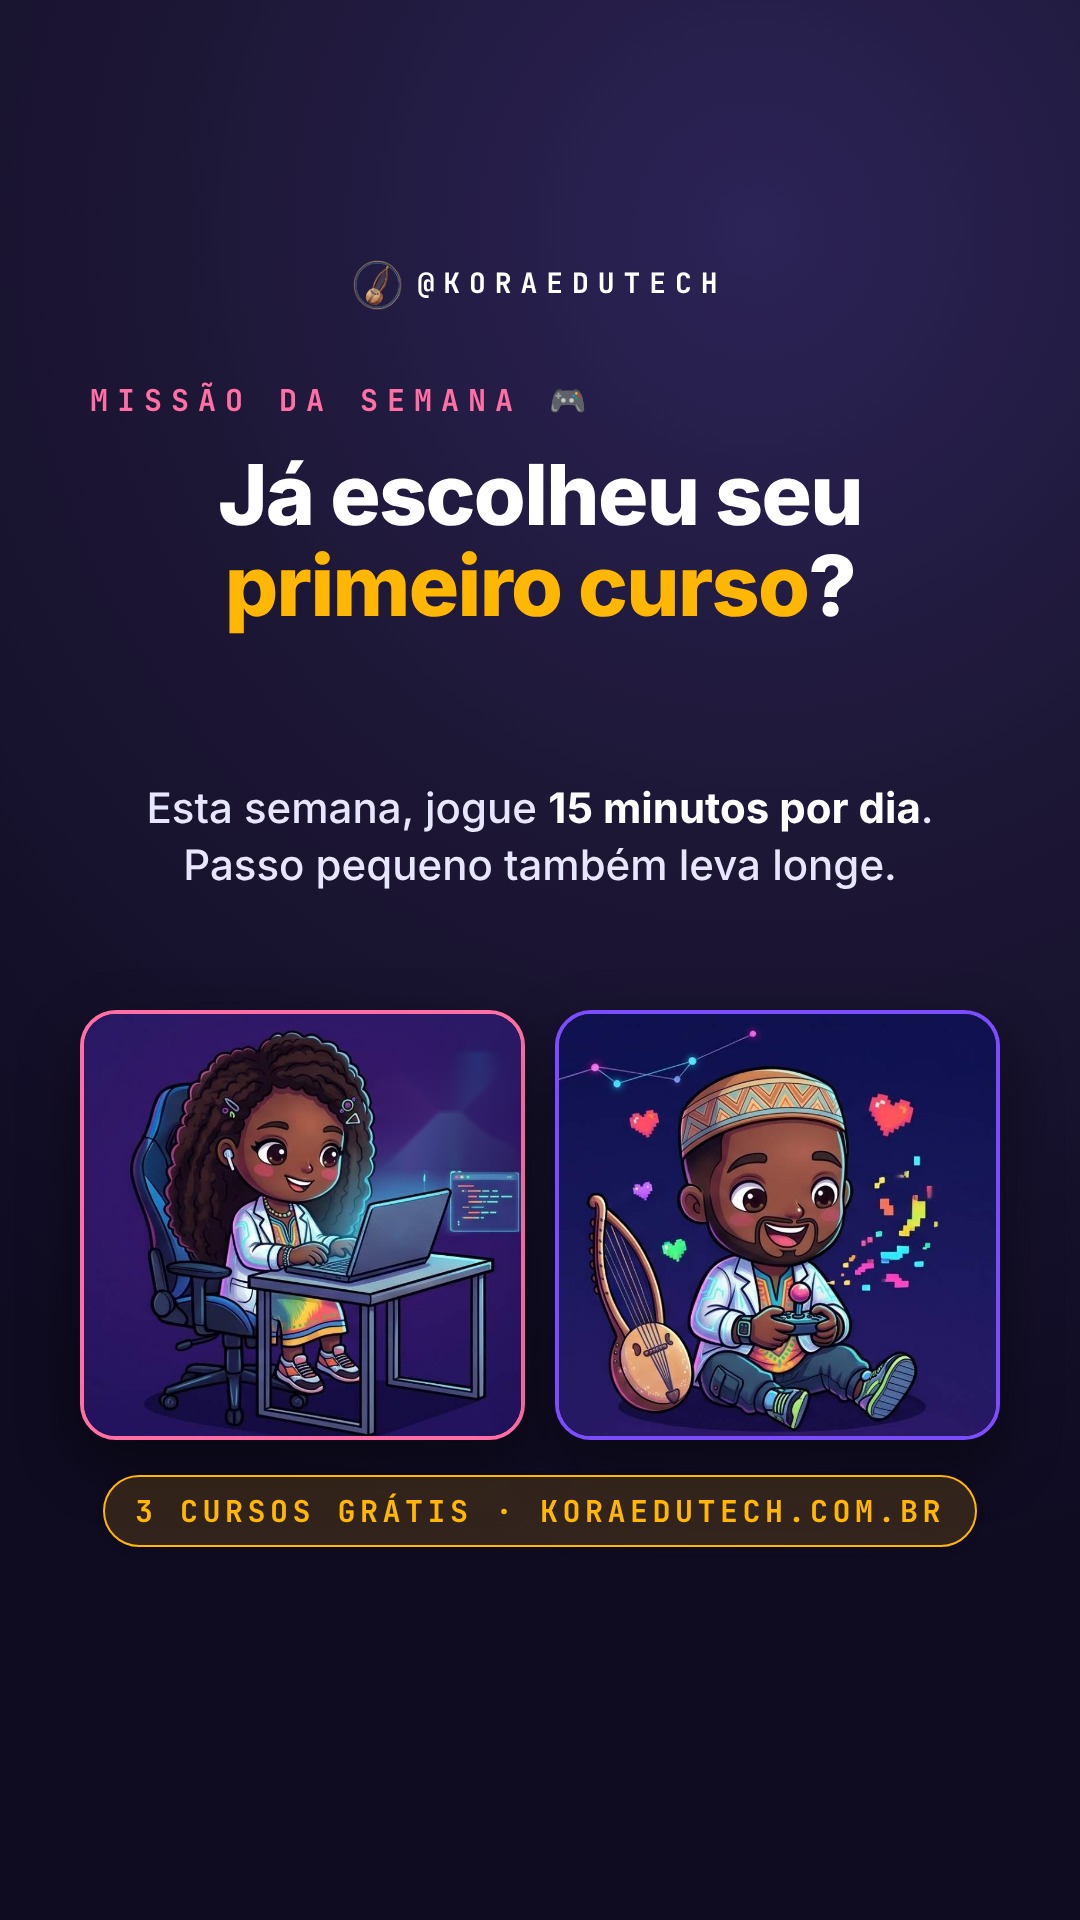 @KORAEDUTECH
MISSÃO DA SEMANA 🎮
Já escolheu seu
primeiro curso?
Esta semana, jogue 15 minutos por dia.
Passo pequeno também leva longe.
3 CURSOS GRÁTIS · KORAEDUTECH.COM.BR